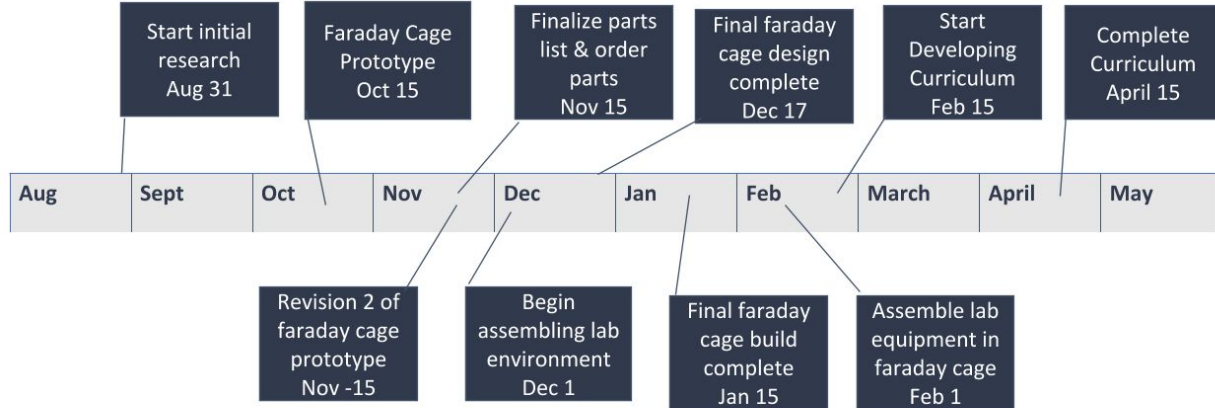 Start initial
research
Aug 31
Faraday Cage
Prototype
Oct 15
Finalize parts
list & order
parts
Nov 15
Final faraday
cage design
complete
Dec 17
Start
Developing
Curriculum
Feb 15
Complete
Curriculum
April 15
Aug Sept Oct Nov Dec Jan Feb March April May
Revision 2 of
faraday cage
prototype
Nov -15
Begin
assembling lab
environment
Dec 1
Final faraday
cage build
complete
Jan 15
Assemble lab
equipment in
faraday cage
Feb 1